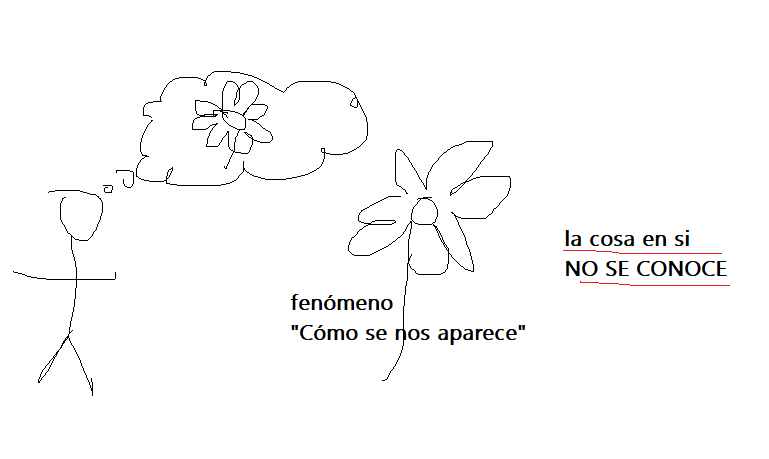 la cosa en si
NO SE CONOCE
fenómeno
"Cómo se nos aparece"